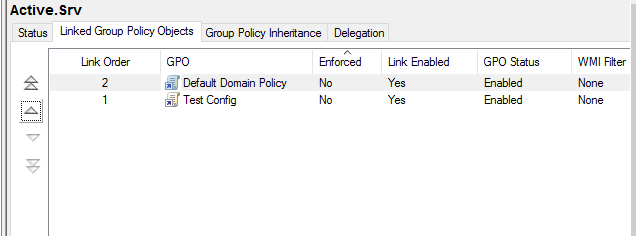 Active.Srv
Status Linked Group Policy Objects Group Policy Inheritance Delegation
Link Order GPO Enforced Link Enabled GPO Status WMI Filter
2 Default Domain Policy No Yes Enabled None
1 Test Config No Yes Enabled None